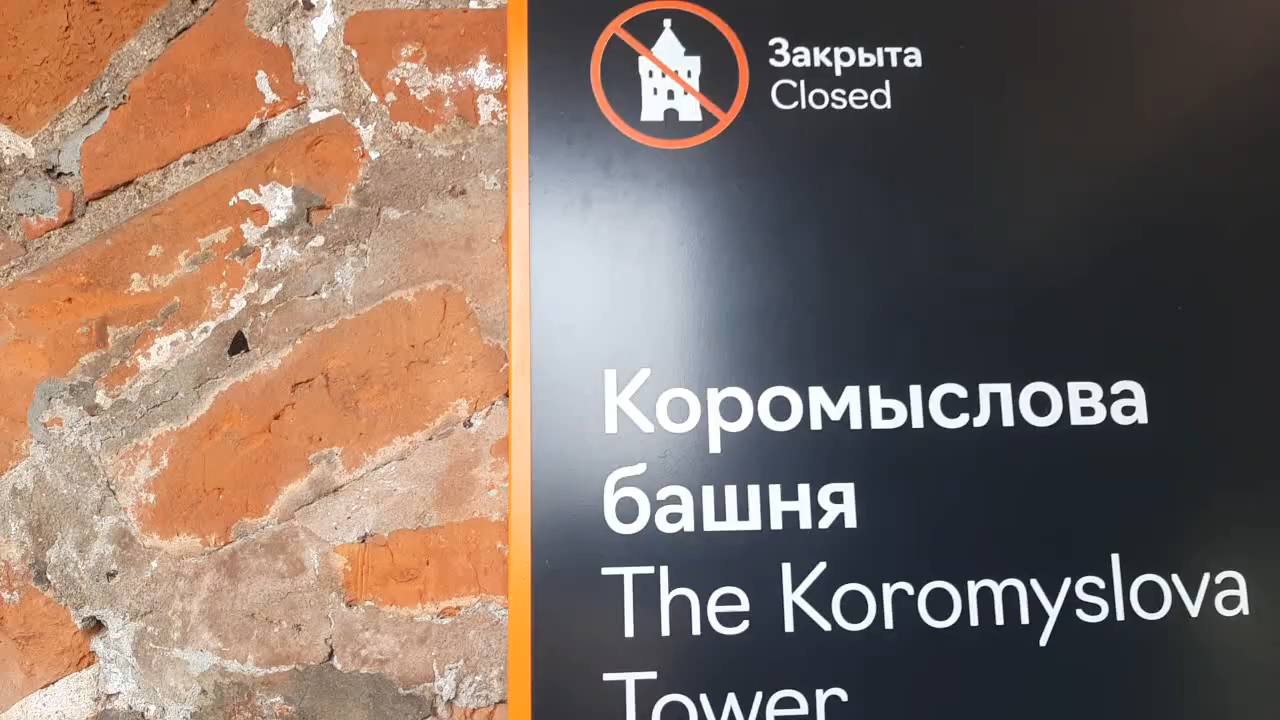 Закрыта
Closed
Коромыслова
башня
The Koromyslova
Tower